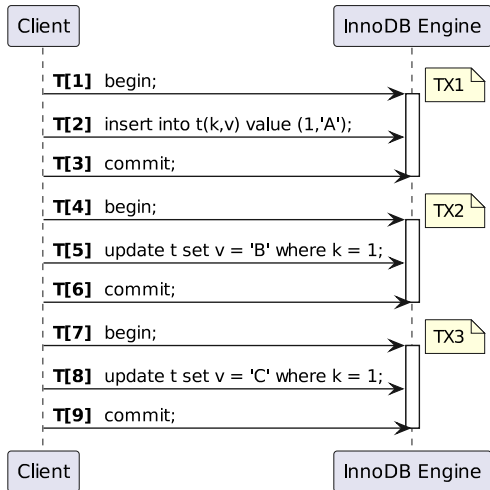 Client InnoDB Engine
T[1] begin; TX1
T[2] insert into t(k,v) value (1,'A');
T[3] commit;
T[4] begin; TX2
T[5] update t set v = 'B' where k = 1;
T[6] commit;
T[7] begin; TX3
T[8] update t set v = 'C' where k = 1;
T[9] commit;
Client InnoDB Engine